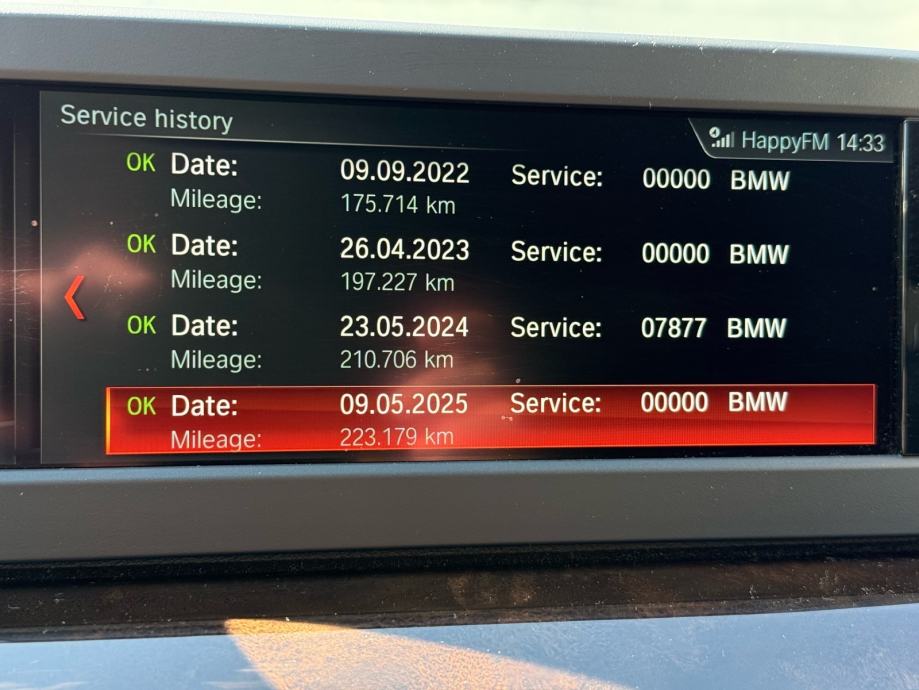 Service history
HappyFM 14:33
OK Date: 09.09.2022 Service: 00000 BMW
Mileage: 175.714 km
OK Date: 26.04.2023 Service: 00000 BMW
Mileage: 197.227 km
OK Date: 23.05.2024 Service: 07877 BMW
Mileage: 210.706 km
OK Date: 09.05.2025 Service: 00000 BMW
Mileage: 223.179 km